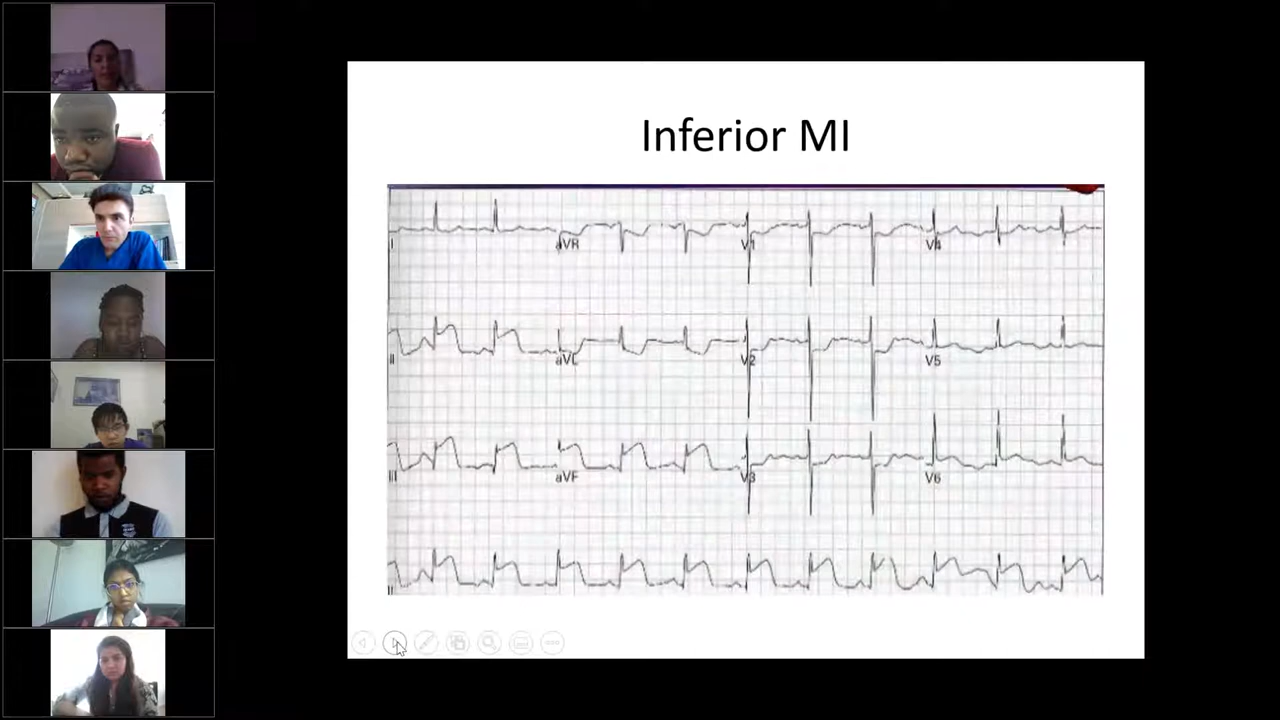 Inferior MI
I aVR V1 V4
II aVL V2 V5
III aVF V3 V6
II